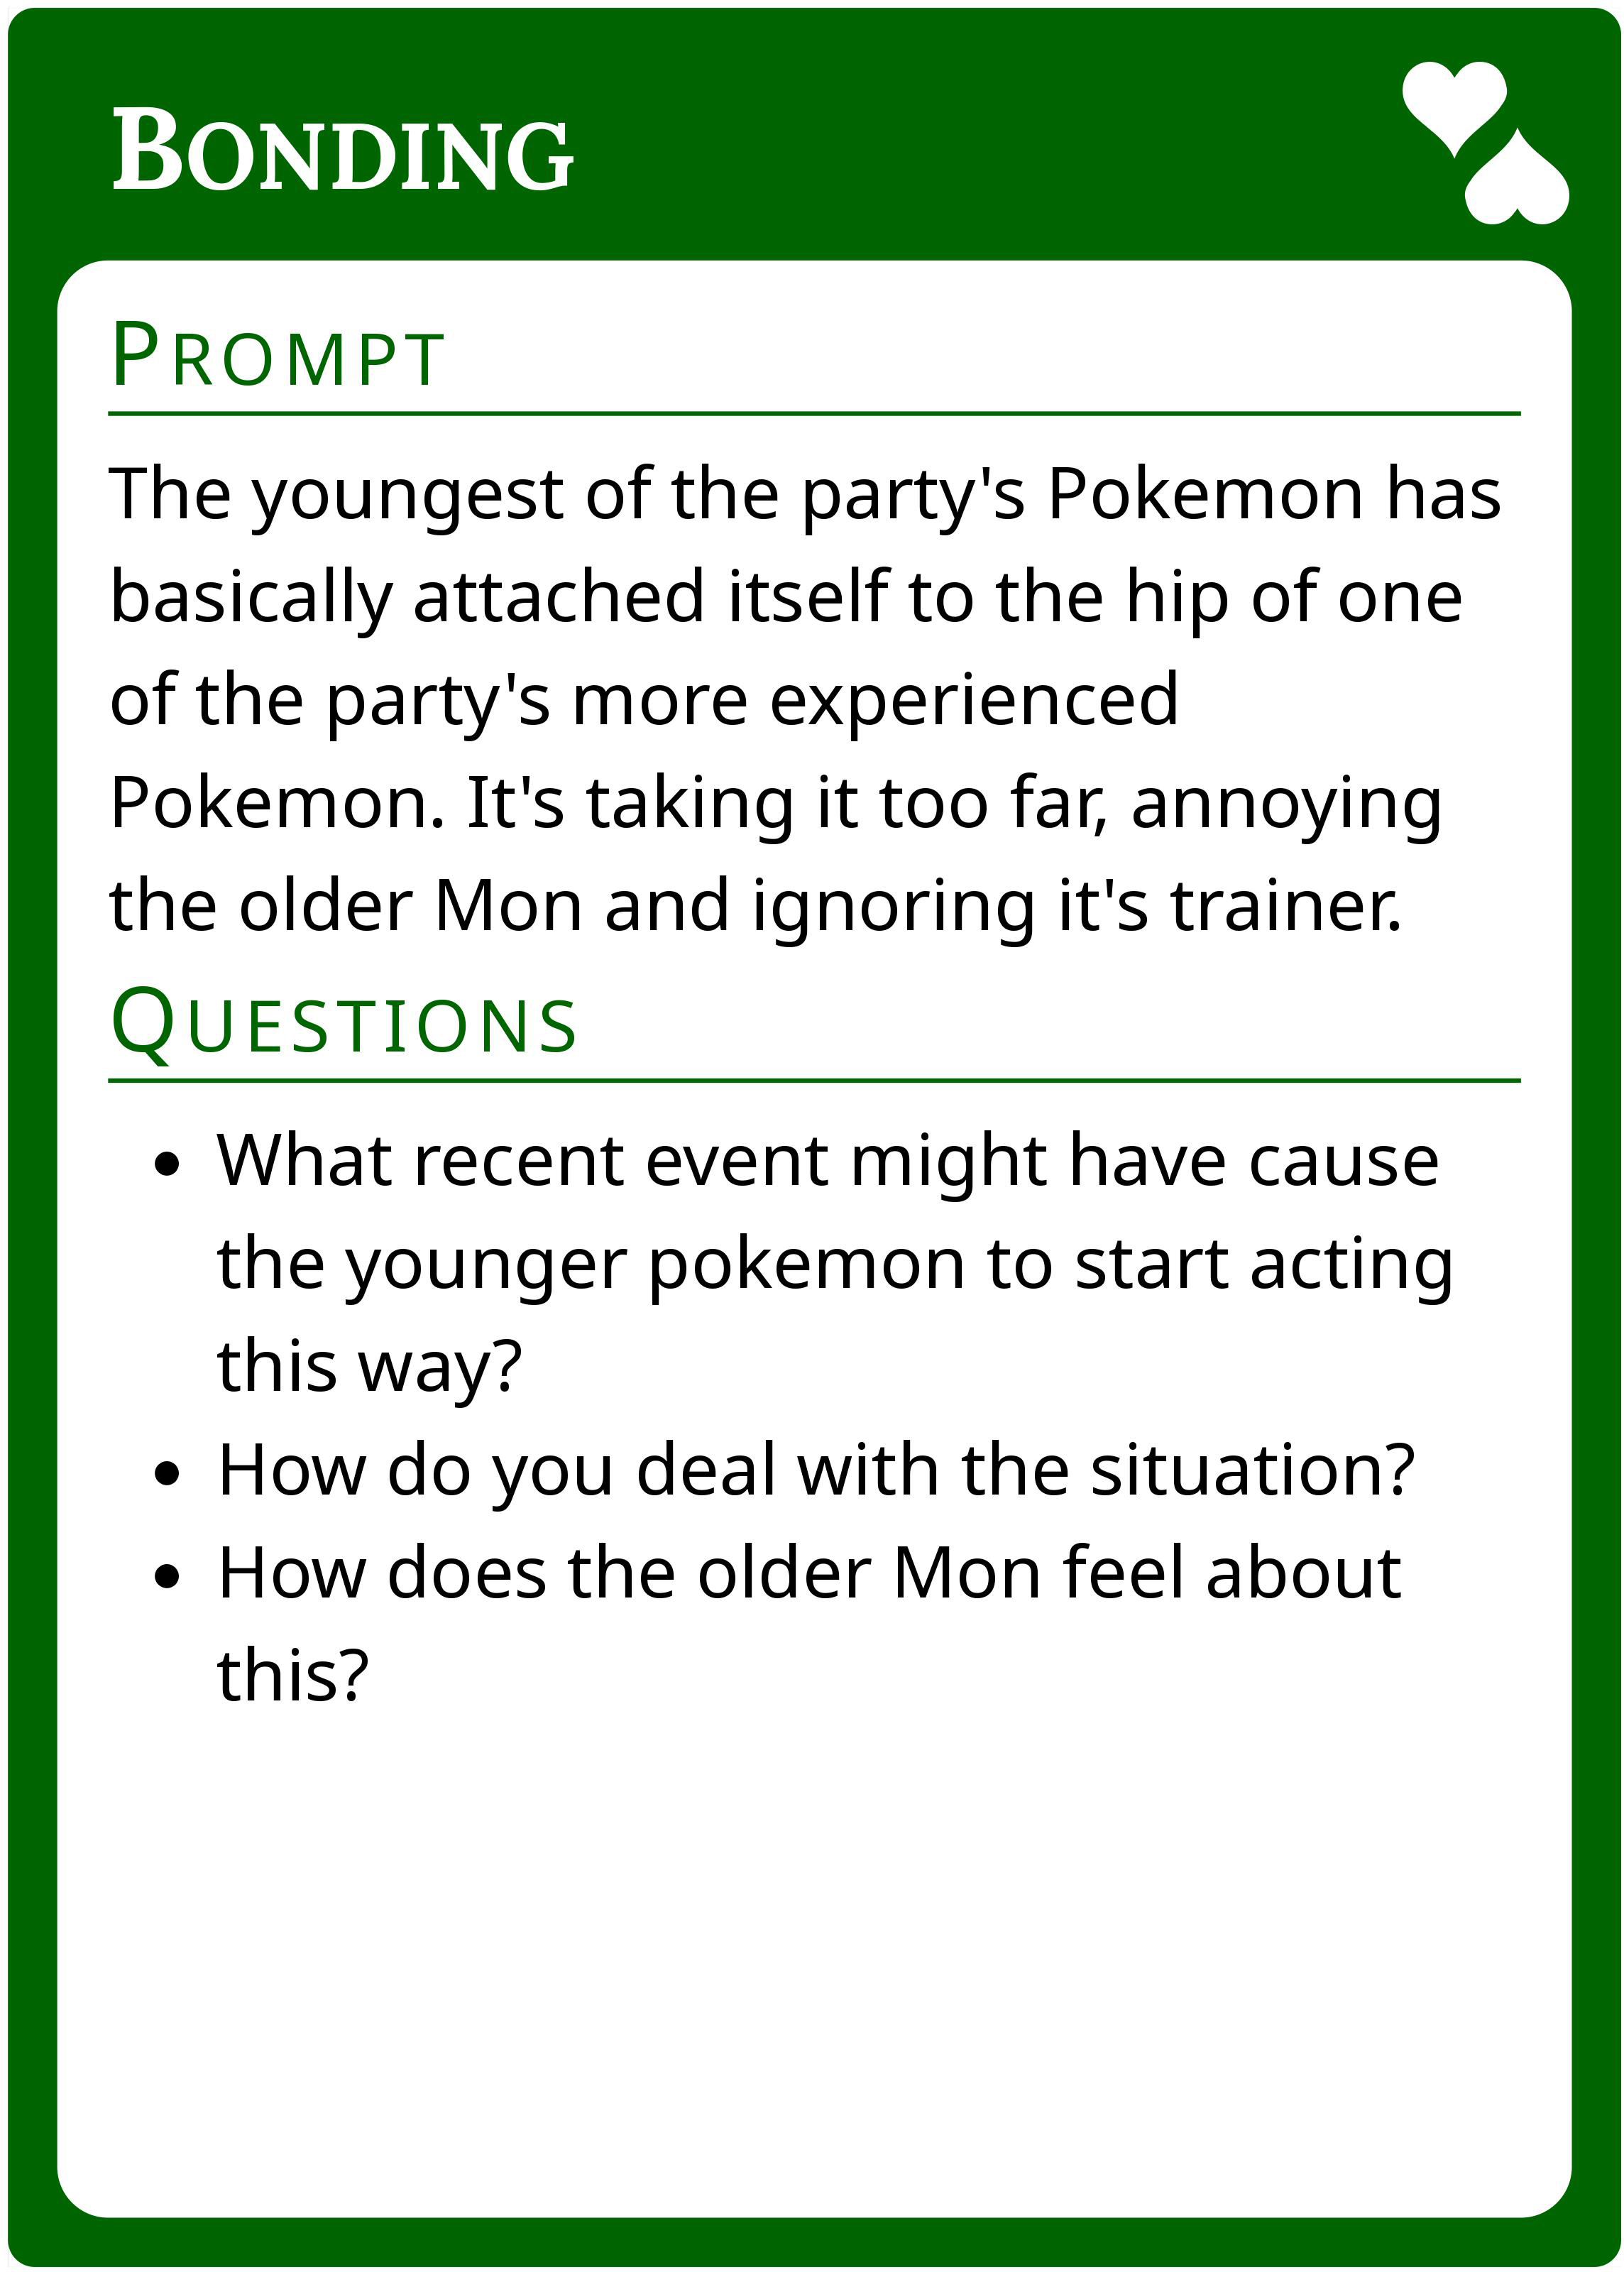 Bonding
Prompt
The youngest of the party's Pokemon has
basically attached itself to the hip of one
of the party's more experienced
Pokemon. It's taking it too far, annoying
the older Mon and ignoring it's trainer.
Questions
• What recent event might have cause
the younger pokemon to start acting
this way?
• How do you deal with the situation?
• How does the older Mon feel about
this?